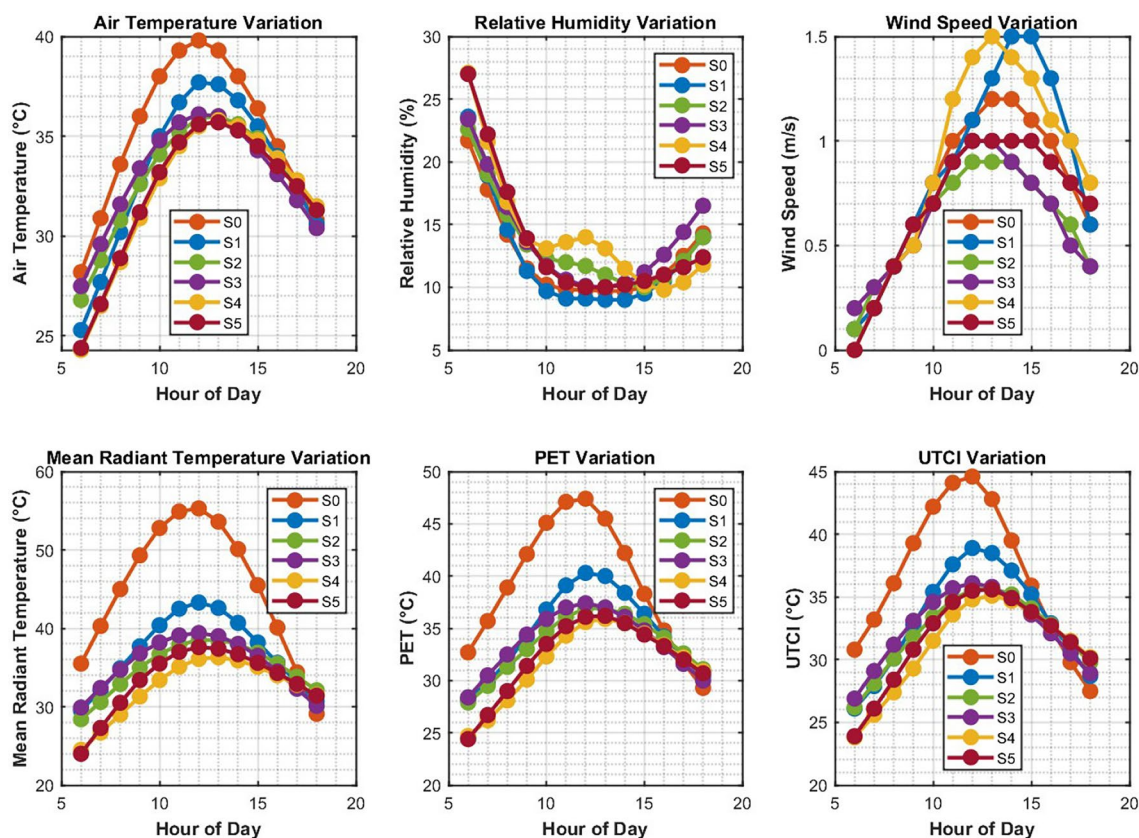 Air Temperature Variation
Air Temperature (°C)
40
35
30
25
5
10
15
20
S0
S1
S2
S3
S4
S5
Hour of Day
Relative Humidity Variation
Relative Humidity (%)
30
25
20
15
10
5
5
10
15
20
S0
S1
S2
S3
S4
S5
Hour of Day
Wind Speed Variation
Wind Speed (m/s)
1.5
1
0.5
0
5
10
15
20
S0
S1
S2
S3
S4
S5
Hour of Day
Mean Radiant Temperature Variation
Mean Radiant Temperature (°C)
60
50
40
30
20
5
10
15
20
S0
S1
S2
S3
S4
S5
Hour of Day
PET Variation
PET (°C)
50
45
40
35
30
25
20
5
10
15
20
S0
S1
S2
S3
S4
S5
Hour of Day
UTCI Variation
UTCI (°C)
45
40
35
30
25
20
5
10
15
20
S0
S1
S2
S3
S4
S5
Hour of Day